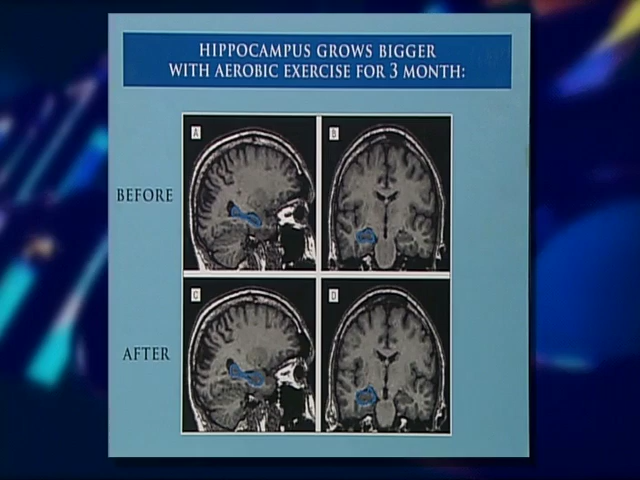 HIPPOCAMPUS GROWS BIGGER
WITH AEROBIC EXERCISE FOR 3 MONTH:
A
B
BEFORE
C
D
AFTER